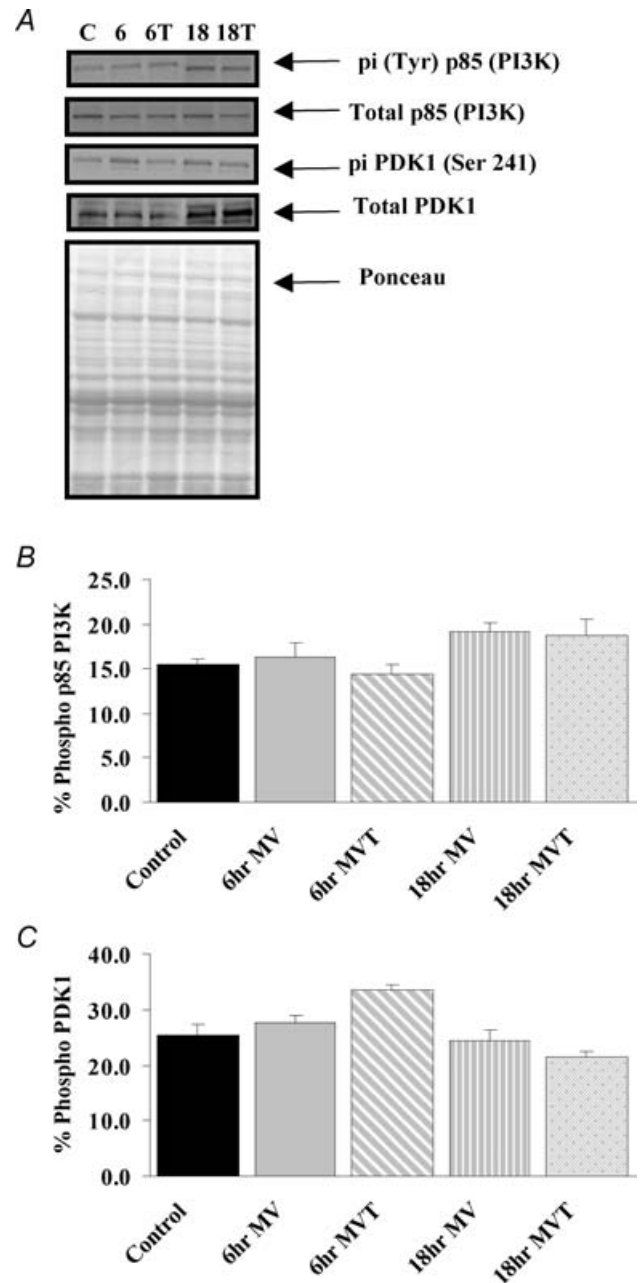 A
C 6 6T 18 18T
pi (Tyr) p85 (PI3K)
Total p85 (PI3K)
pi PDK1 (Ser 241)
Total PDK1
Ponceau
B
% Phospho p85 PI3K
25.0
20.0
15.0
10.0
5.0
0.0
Control
6hr MV
6hr MVT
18hr MV
18hr MVT
C
% Phospho PDK1
40.0
30.0
20.0
10.0
0.0
Control
6hr MV
6hr MVT
18hr MV
18hr MVT